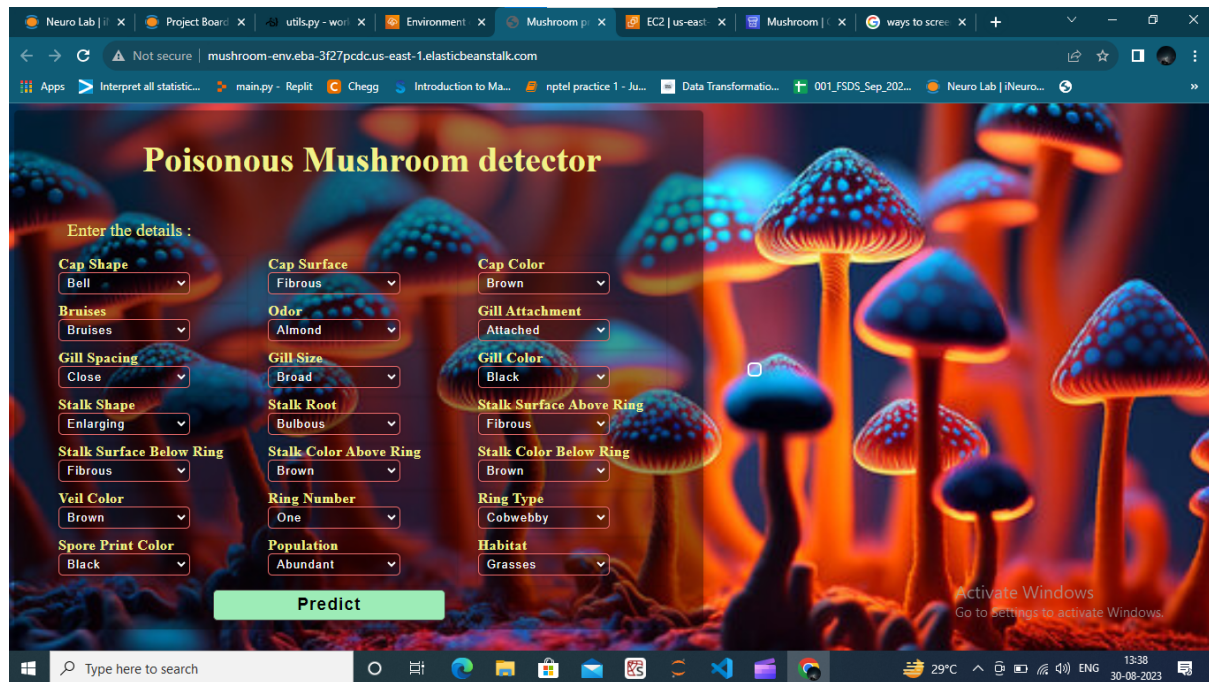 Neuro Lab | i
Project Board
utils.py - worl
Environment
Mushroom pr
EC2 | us-east-
Mushroom | (
ways to scree
Not secure | mushroom-env.eba-3f27pcdc.us-east-1.elasticbeanstalk.com
Apps Interpret all statistic... main.py - Replit Chegg Introduction to Ma... nptel practice 1 - Ju... Data Transformatio... 001_FSDS_Sep_202... Neuro Lab | iNeuro... »
Poisonous Mushroom detector
Enter the details :
Cap Shape Cap Surface Cap Color
Bell Fibrous Brown
Bruises Odor Gill Attachment
Bruises Almond Attached
Gill Spacing Gill Size Gill Color
Close Broad Black
Stalk Shape Stalk Root Stalk Surface Above Ring
Enlarging Bulbous Fibrous
Stalk Surface Below Ring Stalk Color Above Ring Stalk Color Below Ring
Fibrous Brown Brown
Veil Color Ring Number Ring Type
Brown One Cobwebby
Spore Print Color Population Habitat
Black Abundant Grasses
Predict
Activate Windows
Go to Settings to activate Windows.
Type here to search
29°C
ENG
13:38
30-08-2023